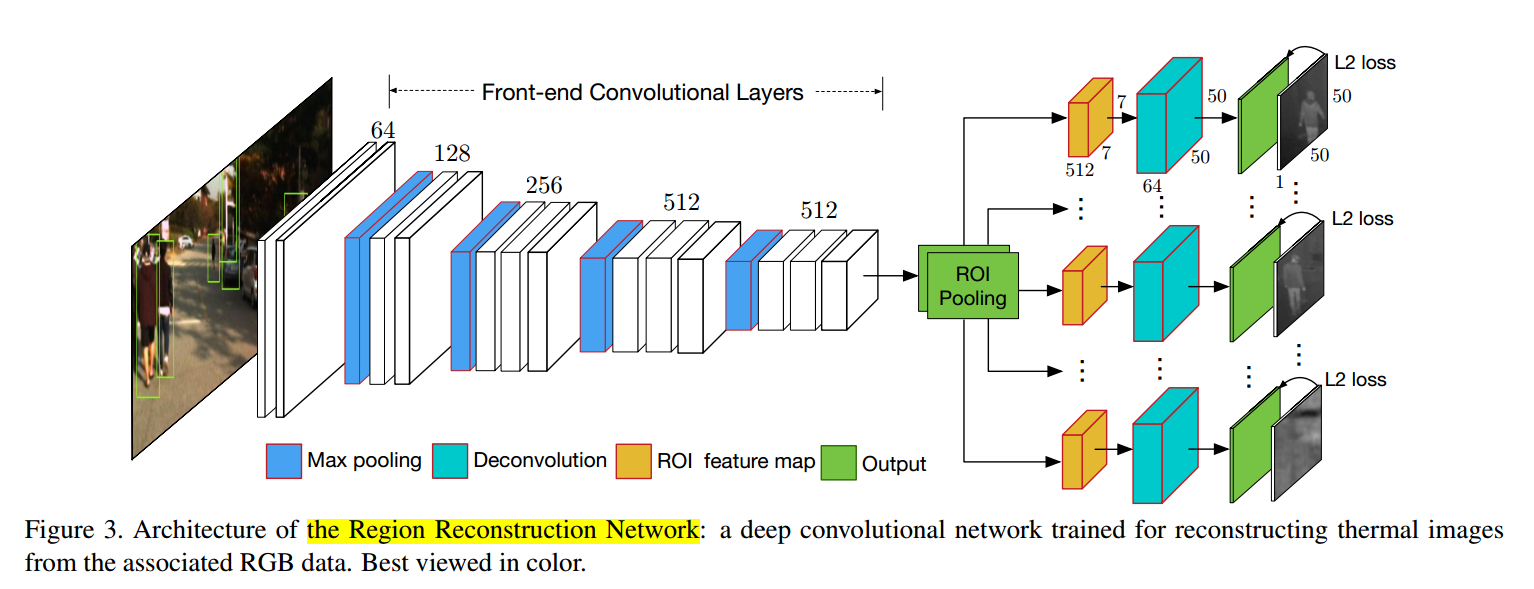 Front-end Convolutional Layers
64
128
256
512
512
ROI
Pooling
7
7
512
50
50
64
L2 loss
50
50
1
L2 loss
L2 loss
Max pooling
Deconvolution
ROI feature map
Output
Figure 3. Architecture of the Region Reconstruction Network: a deep convolutional network trained for reconstructing thermal images
from the associated RGB data. Best viewed in color.